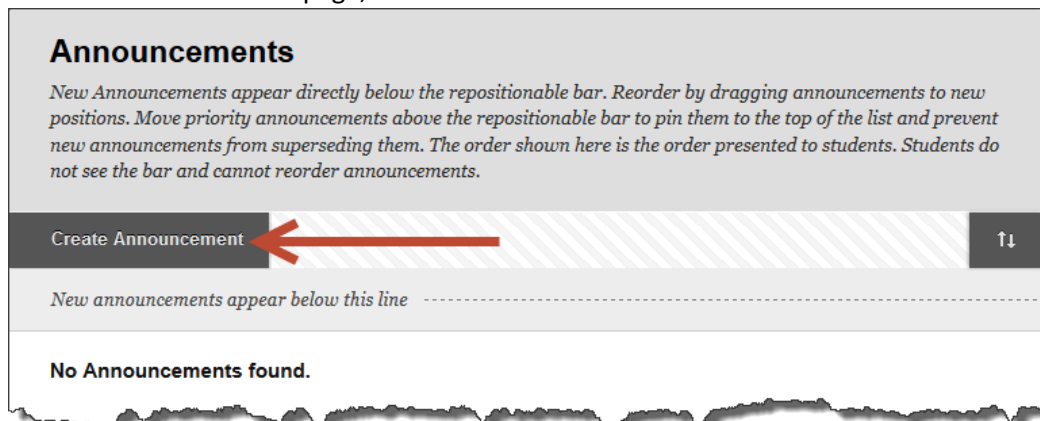 page,
Announcements
New Announcements appear directly below the repositionable bar. Reorder by dragging announcements to new
positions. Move priority announcements above the repositionable bar to pin them to the top of the list and prevent
new announcements from superseding them. The order shown here is the order presented to students. Students do
not see the bar and cannot reorder announcements.
Create Announcement
New announcements appear below this line
No Announcements found.